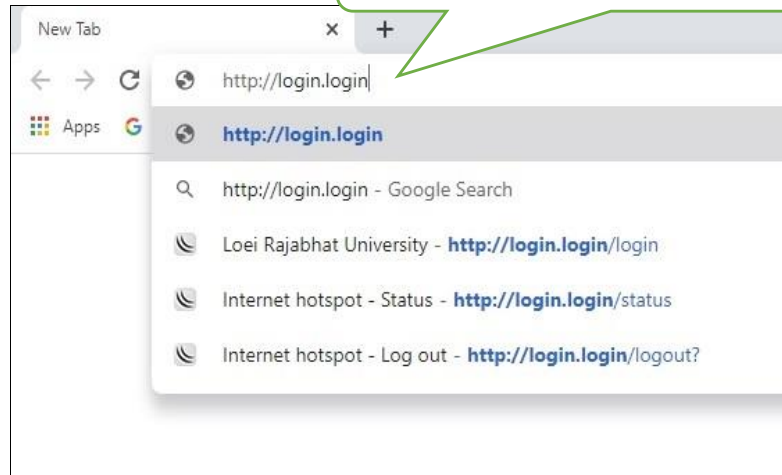 New Tab
http://login.login
Apps
http://login.login
http://login.login - Google Search
Loei Rajabhat University - http://login.login/login
Internet hotspot - Status - http://login.login/status
Internet hotspot - Log out - http://login.login/logout?